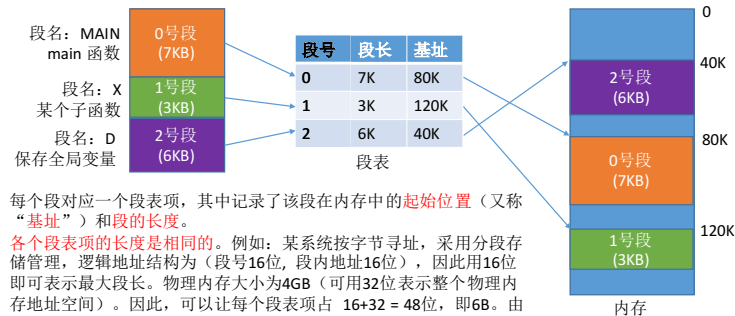 段名：MAIN
main 函数
段名：X
某个子函数
段名：D
保存全局变量
0号段
(7KB)
1号段
(3KB)
2号段
(6KB)
段号 段长 基址
0 7K 80K
1 3K 120K
2 6K 40K
段表
0
40K
80K
120K
2号段
(6KB)
0号段
(7KB)
1号段
(3KB)
内存
每个段对应一个段表项，其中记录了该段在内存中的起始位置（又称
“基址”）和段的长度。
各个段表项的长度是相同的。例如：某系统按字节寻址，采用分段存
储管理，逻辑地址结构为（段号16位, 段内地址16位），因此用16位
即可表示最大段长。物理内存大小为4GB（可用32位表示整个物理内
存地址空间）。因此，可以让每个段表项占 16+32 = 48位，即6B。由